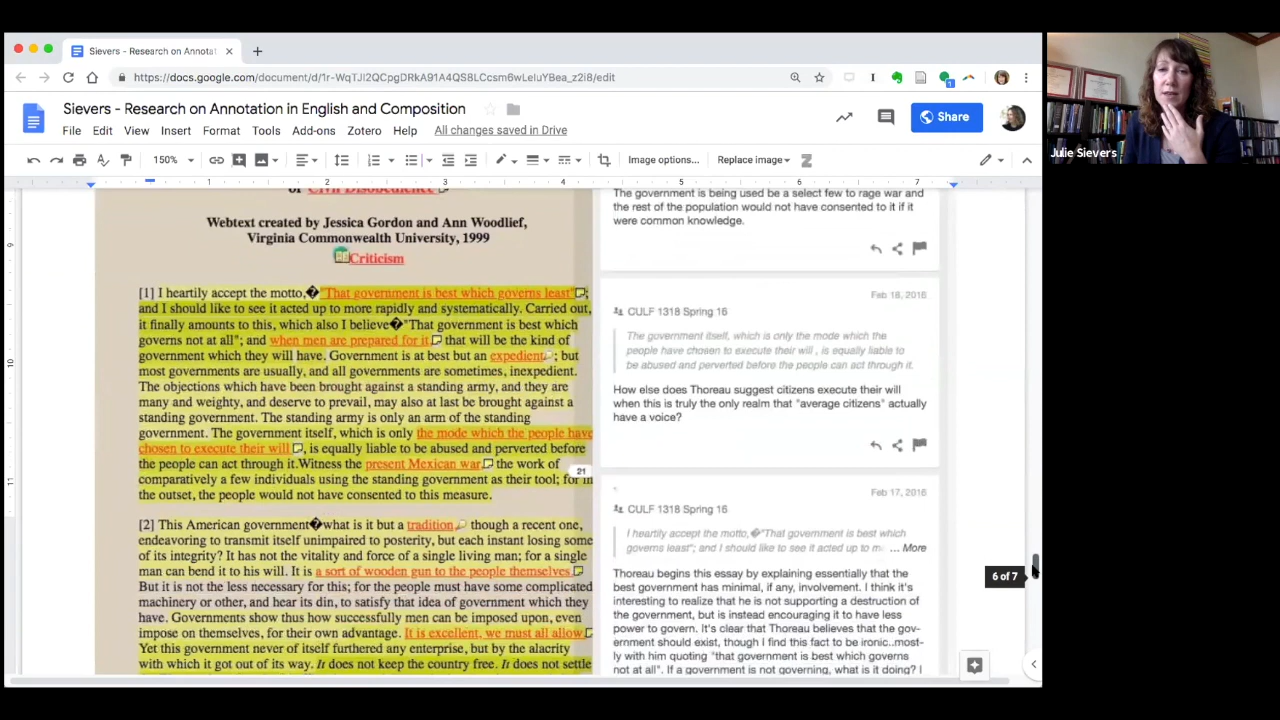 Sievers - Research on Annotat
https://docs.google.com/document/d/1r-WqTJI2QCpgDRkA91A4QS8LCcsm6wLeIuYBea_z2i8/edit
Sievers - Research on Annotation in English and Composition
File Edit View Insert Format Tools Add-ons Zotero Help All changes saved in Drive
Share
150%
Image options...
Replace image
1 2 3 4 5 6 7
Julie Sievers
or Civil Disobedience
Webtext created by Jessica Gordon and Ann Woodlief,
Virginia Commonwealth University, 1999
Criticism
[1] I heartily accept the motto,�"That government is best which governs least";
and I should like to see it acted up to more rapidly and systematically. Carried out,
it finally amounts to this, which also I believe�"That government is best which
governs not at all"; and when men are prepared for it that will be the kind of
government which they will have. Government is at best but an expedient; but
most governments are usually, and all governments are sometimes, inexpedient.
The objections which have been brought against a standing army, and they are
many and weighty, and deserve to prevail, may also at last be brought against a
standing government. The standing army is only an arm of the standing
government. The government itself, which is only the mode which the people have
chosen to execute their will, is equally liable to be abused and perverted before
the people can act through it.Witness the present Mexican war, the work of
comparatively a few individuals using the standing government as their tool; for in
the outset, the people would not have consented to this measure.
[2] This American government�what is it but a tradition, though a recent one,
endeavoring to transmit itself unimpaired to posterity, but each instant losing some
of its integrity? It has not the vitality and force of a single living man; for a single
man can bend it to his will. It is a sort of wooden gun to the people themselves.
But it is not the less necessary for this; for the people must have some complicated
machinery or other, and hear its din, to satisfy that idea of government which they
have. Governments show thus how successfully men can be imposed upon, even
impose on themselves, for their own advantage. It is excellent, we must all allow.
Yet this government never of itself furthered any enterprise, but by the alacrity
with which it got out of its way. It does not keep the country free. It does not settle
21
The government is being used be a select few to rage war and
the rest of the population would not have consented to it if it
were common knowledge.
Feb 18, 2016
CULF 1318 Spring 16
The government itself, which is only the mode which the
people have chosen to execute their will , is equally liable to
be abused and perverted before the people can act through it.
How else does Thoreau suggest citizens execute their will
when this is truly the only realm that "average citizens" actually
have a voice?
Feb 17, 2016
CULF 1318 Spring 16
I heartily accept the motto,�"That government is best which
governs least"; and I should like to see it acted up to m ... More
Thoreau begins this essay by explaining essentially that the
best government has minimal, if any, involvement. I think it's
interesting to realize that he is not supporting a destruction of
the government, but is instead encouraging it to have less
power to govern. It's clear that Thoreau believes that the gov-
ernment should exist, though I find this fact to be ironic..most-
ly with him quoting "that government is best which governs
not at all". If a government is not governing, what is it doing? I
6 of 7
9
10
11